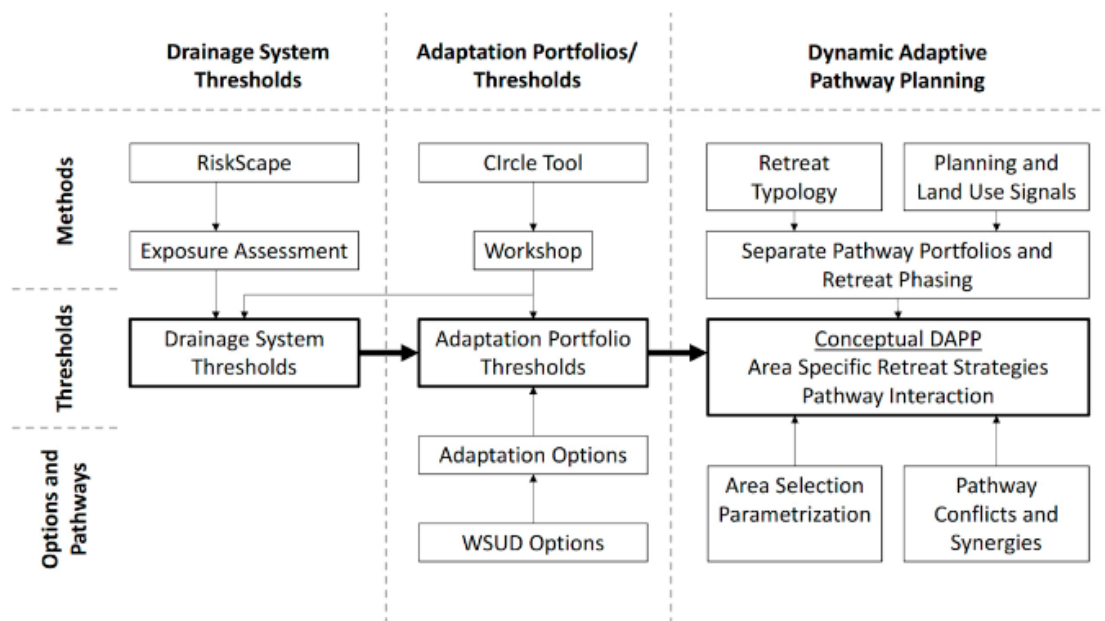 Drainage System
Thresholds
Adaptation Portfolios/
Thresholds
Dynamic Adaptive
Pathway Planning
Methods
RiskScape
CIrcle Tool
Retreat
Typology
Planning and
Land Use Signals
Exposure Assessment
Workshop
Separate Pathway Portfolios and
Retreat Phasing
Thresholds
Drainage System
Thresholds
Adaptation Portfolio
Thresholds
Conceptual DAPP
Area Specific Retreat Strategies
Pathway Interaction
Options and
Pathways
Adaptation Options
WSUD Options
Area Selection
Parametrization
Pathway
Conflicts and
Synergies